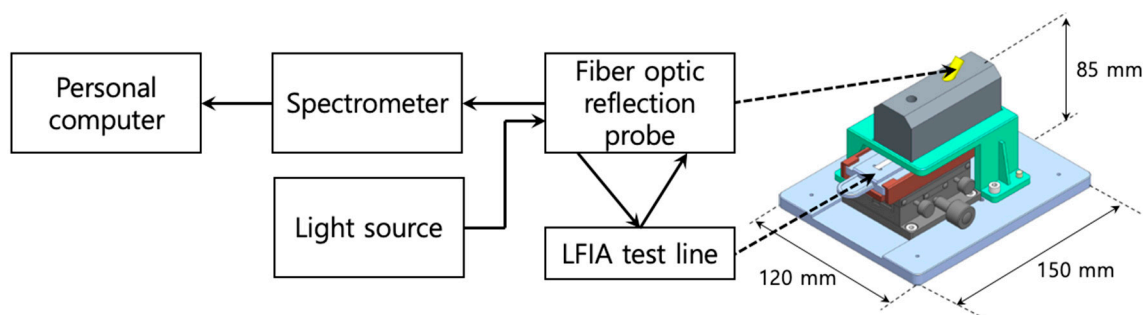 Personal
computer
Spectrometer
Fiber optic
reflection
probe
Light source
LFIA test line
85 mm
120 mm
150 mm